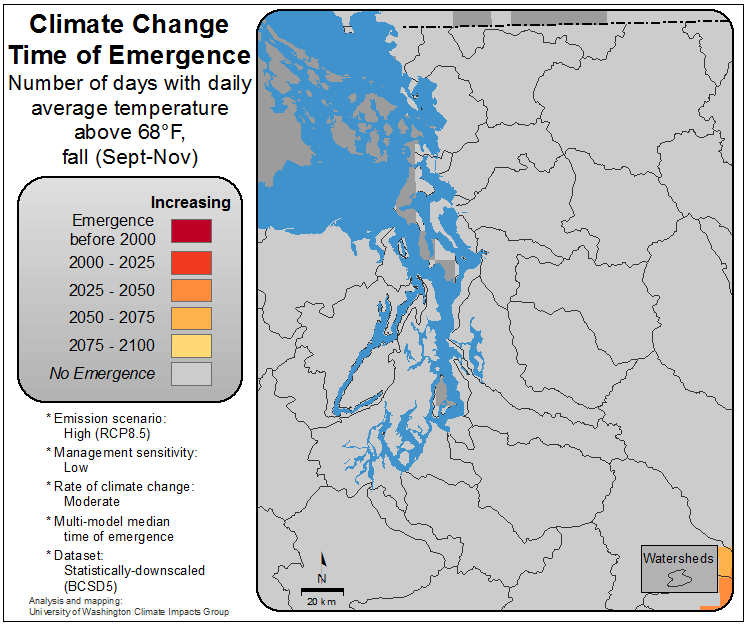 Climate Change
Time of Emergence
Number of days with daily
average temperature
above 68°F,
fall (Sept-Nov)
Increasing
Emergence
before 2000
2000 - 2025
2025 - 2050
2050 - 2075
2075 - 2100
No Emergence
* Emission scenario:
High (RCP8.5)
* Management sensitivity:
Low
* Rate of climate change:
Moderate
* Multi-model median
time of emergence
* Dataset:
Statistically-downscaled
(BCSD5)
Analysis and mapping:
University of Washington Climate Impacts Group
N
20 km
Watersheds